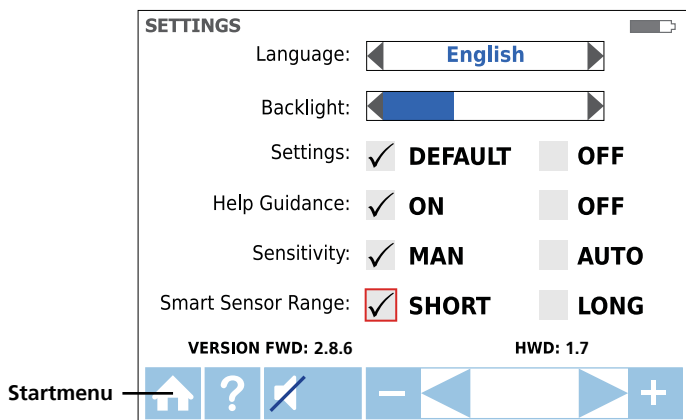 SETTINGS
Language: English
Backlight:
Settings: DEFAULT OFF
Help Guidance: ON OFF
Sensitivity: MAN AUTO
Smart Sensor Range: SHORT LONG
VERSION FWD: 2.8.6 HWD: 1.7
Startmenu ? − +